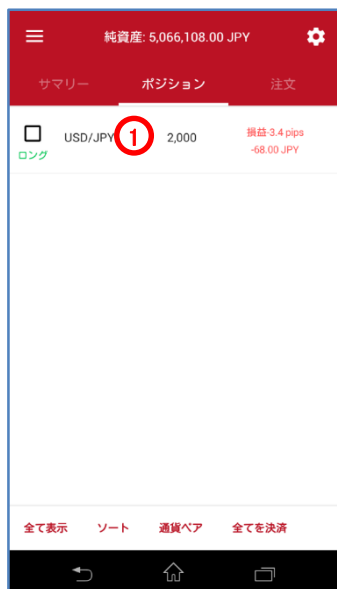 純資産: 5,066,108.00 JPY
サマリー ポジション 注文
USD/JPY 1 2,000 損益-3.4 pips
ロング -68.00 JPY
全て表示 ソート 通貨ペア 全てを決済